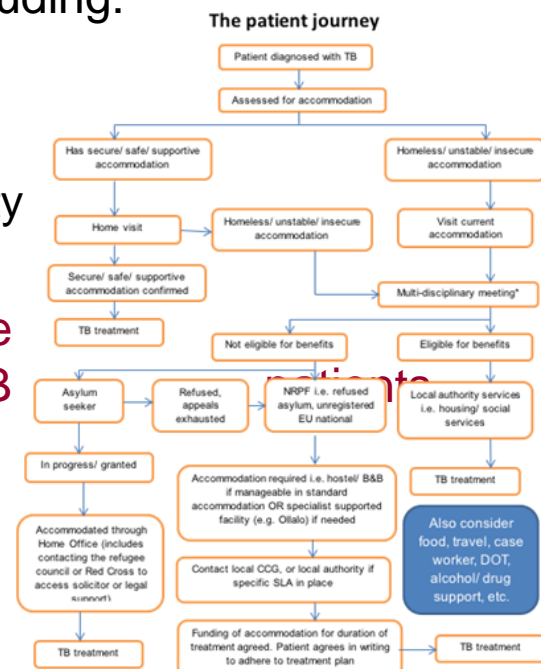 uding:
The patient journey
Patient diagnosed with TB
Assessed for accommodation
Has secure/ safe/ supportive
accommodation
Homeless/ unstable/ insecure
accommodation
ty
Home visit
Homeless/ unstable/ insecure
accommodation
Visit current
accommodation
Secure/ safe/ supportive
accommodation confirmed
Multi-disciplinary meeting*
e
TB treatment
Not eligible for benefits
Eligible for benefits
3
patients
Asylum
seeker
Refused,
appeals
exhausted
NRPF i.e. refused
asylum, unregistered
EU national
Local authority services
i.e. housing/ social
services
In progress/ granted
Accommodation required i.e. hostel/ B&B
if manageable in standard
accommodation OR specialist supported
facility (e.g. Ollalo) if needed
TB treatment
Accommodated through
Home Office (includes
contacting the refugee
council or Red Cross to
access solicitor or legal
support)
Also consider
food, travel, case
worker, DOT,
alcohol/ drug
support, etc.
Contact local CCG, or local authority if
specific SLA in place
Funding of accommodation for duration of
treatment agreed. Patient agrees in writing
to adhere to treatment plan
TB treatment
TB treatment